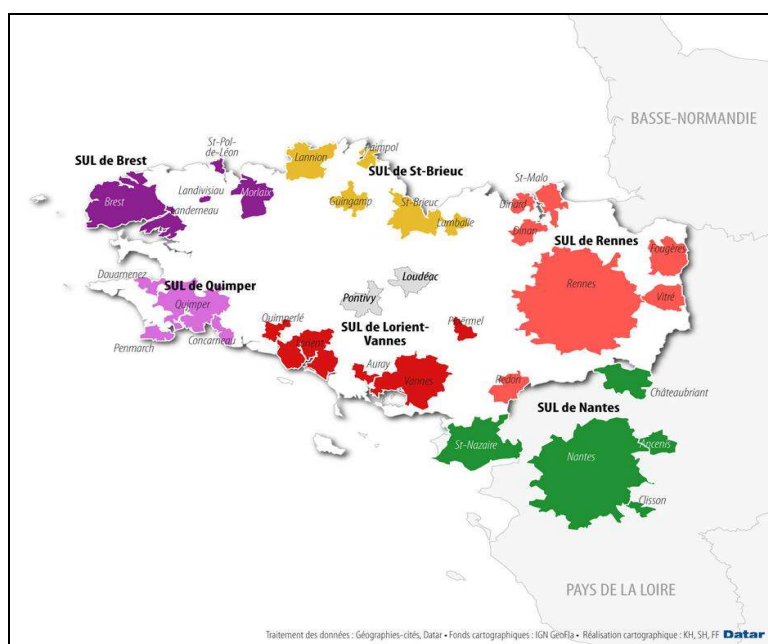 BASSE-NORMANDIE
St-Pol-
de-Léon
Lannion
Paimpol
SUL de Brest
SUL de St-Brieuc
Landivisiau
Morlaix
St-Malo
Brest
Landerneau
Guingamp
St-Brieuc
Lamballe
Dinard
Dinan
SUL de Rennes
Fougères
Douarnenez
SUL de Quimper
Loudéac
Quimper
Pontivy
Rennes
Vitré
Quimperlé
SUL de Lorient-
Vannes
Ploërmel
Penmarch
Concarneau
Lorient
Auray
Vannes
Redon
Châteaubriant
SUL de Nantes
St-Nazaire
Nantes
Ancenis
Clisson
PAYS DE LA LOIRE
Traitement des données : Géographies-cités, Datar • Fonds cartographiques : IGN GeoFla • Réalisation cartographique : KH, SH, FF Datar